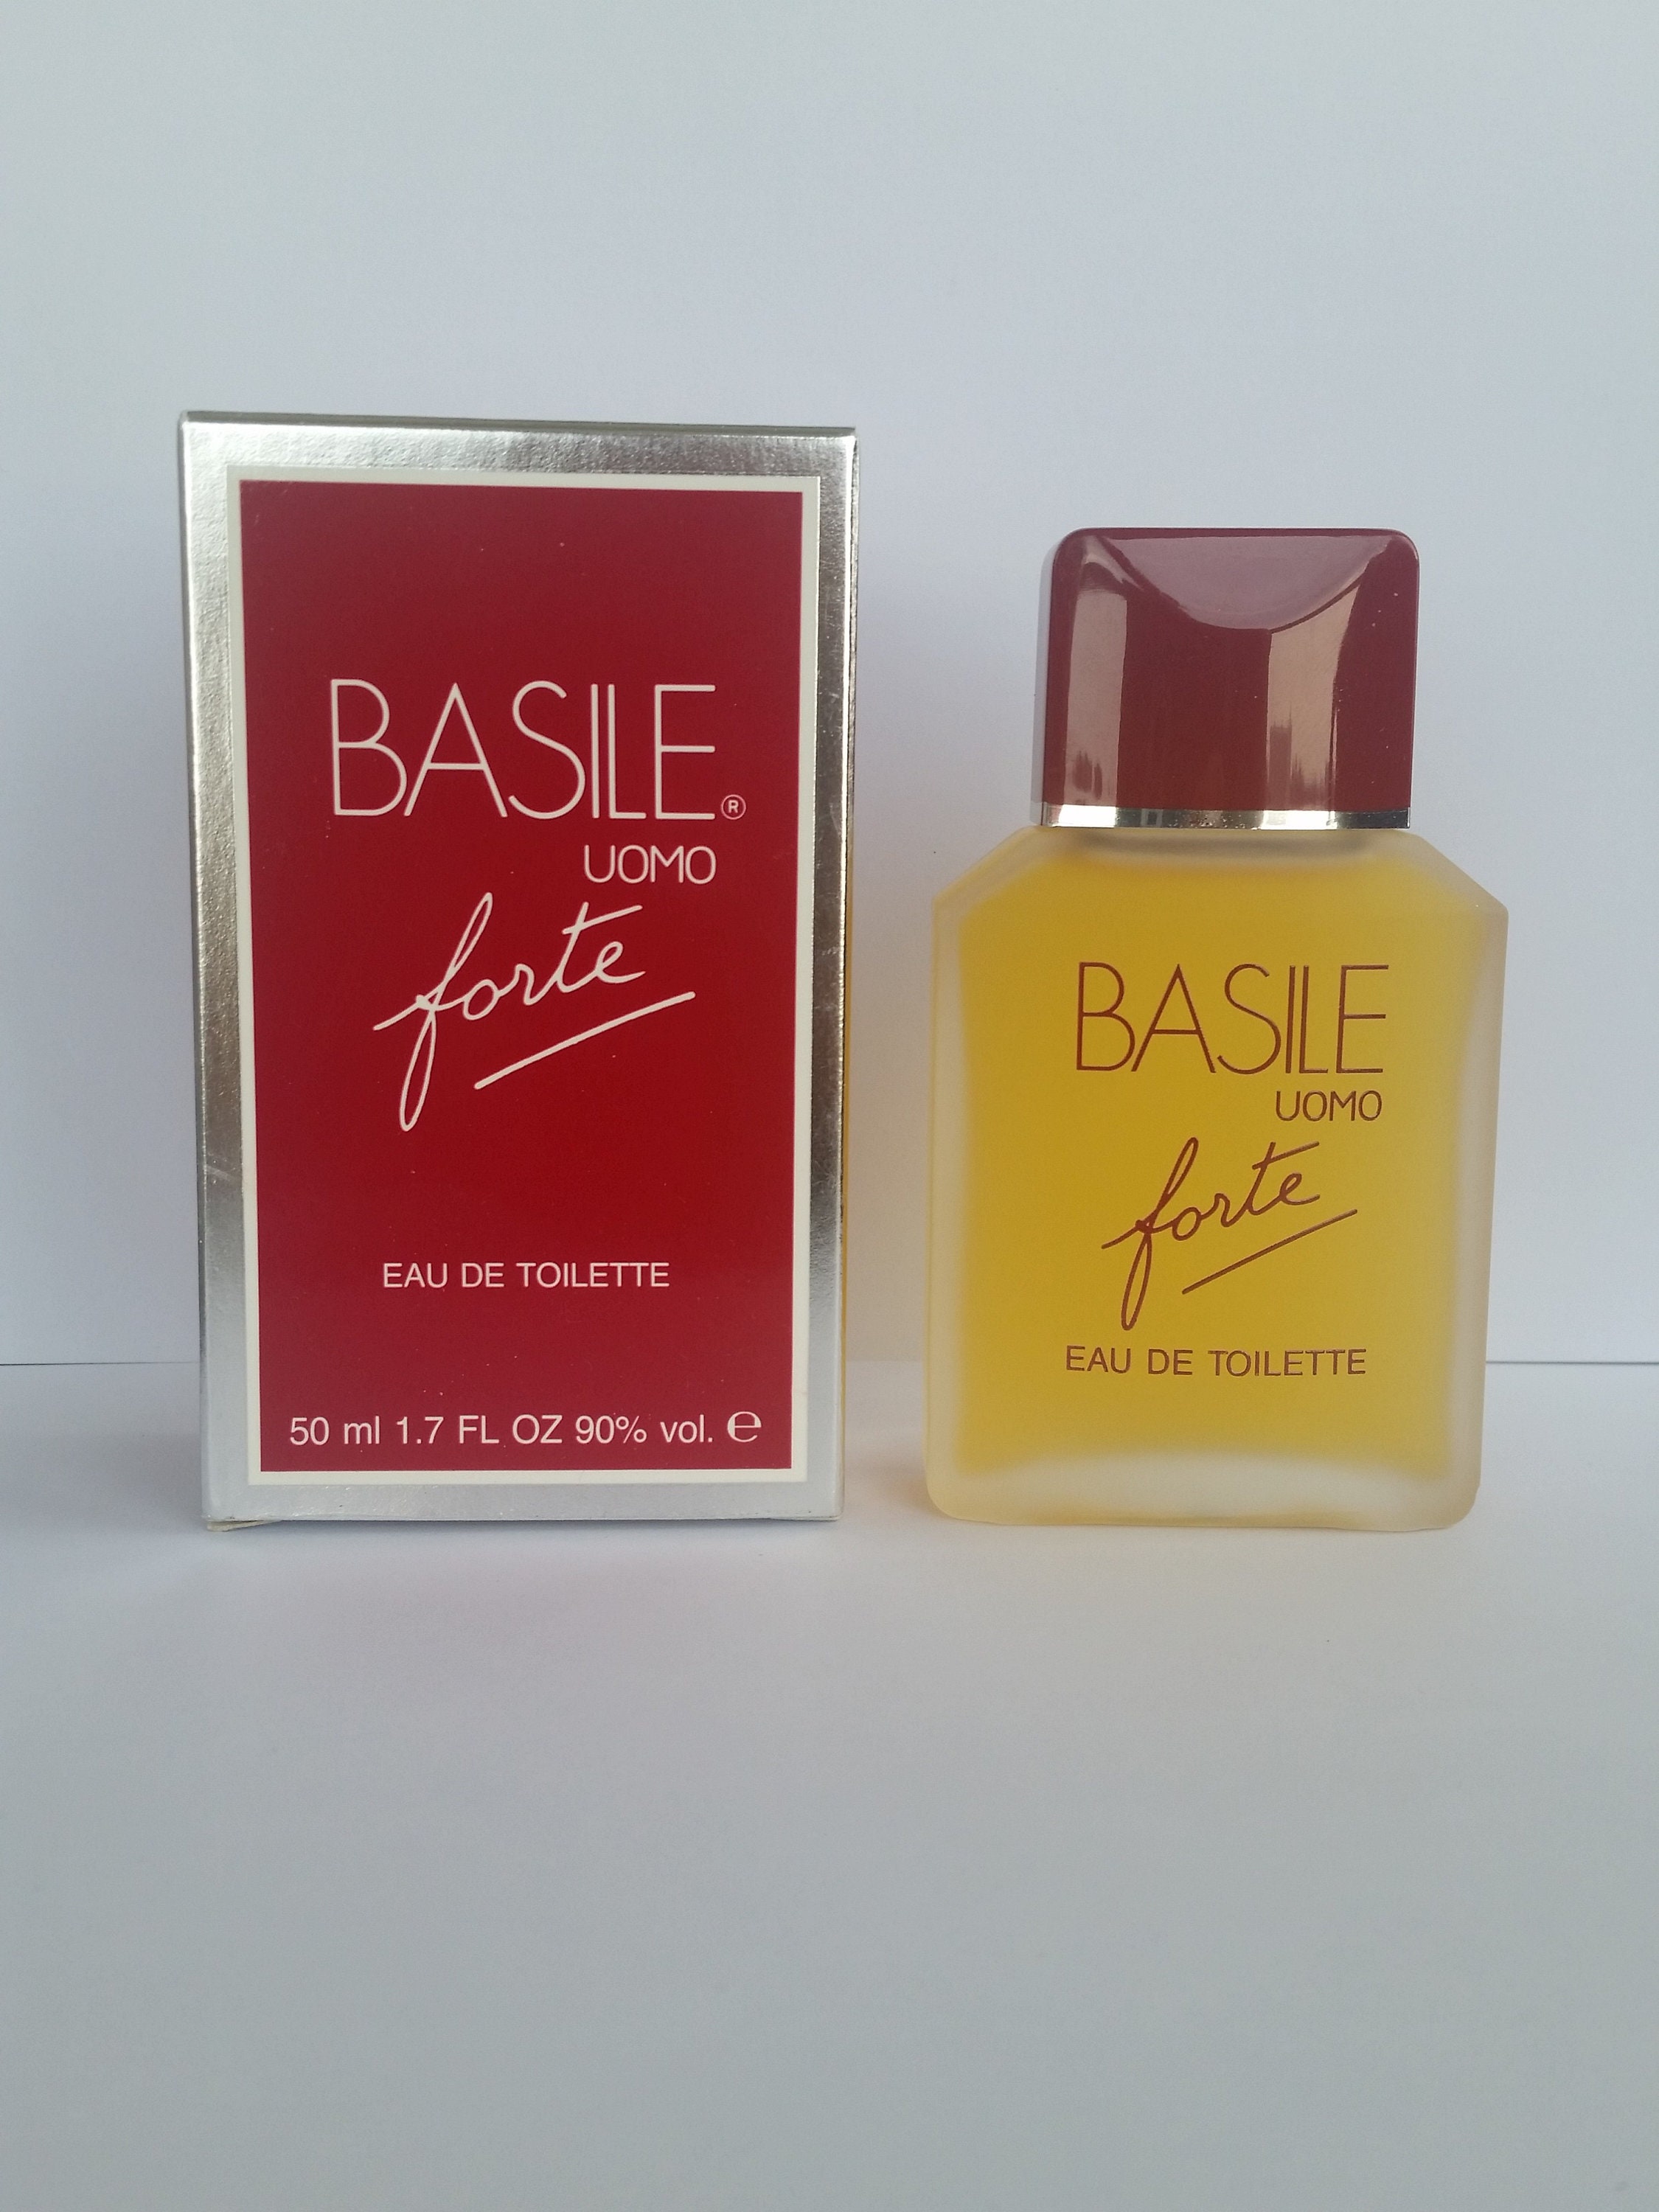 BASILE®
UOMO
forte
EAU DE TOILETTE
50 ml 1.7 FL OZ 90% vol. ℮
BASILE
UOMO
forte
EAU DE TOILETTE